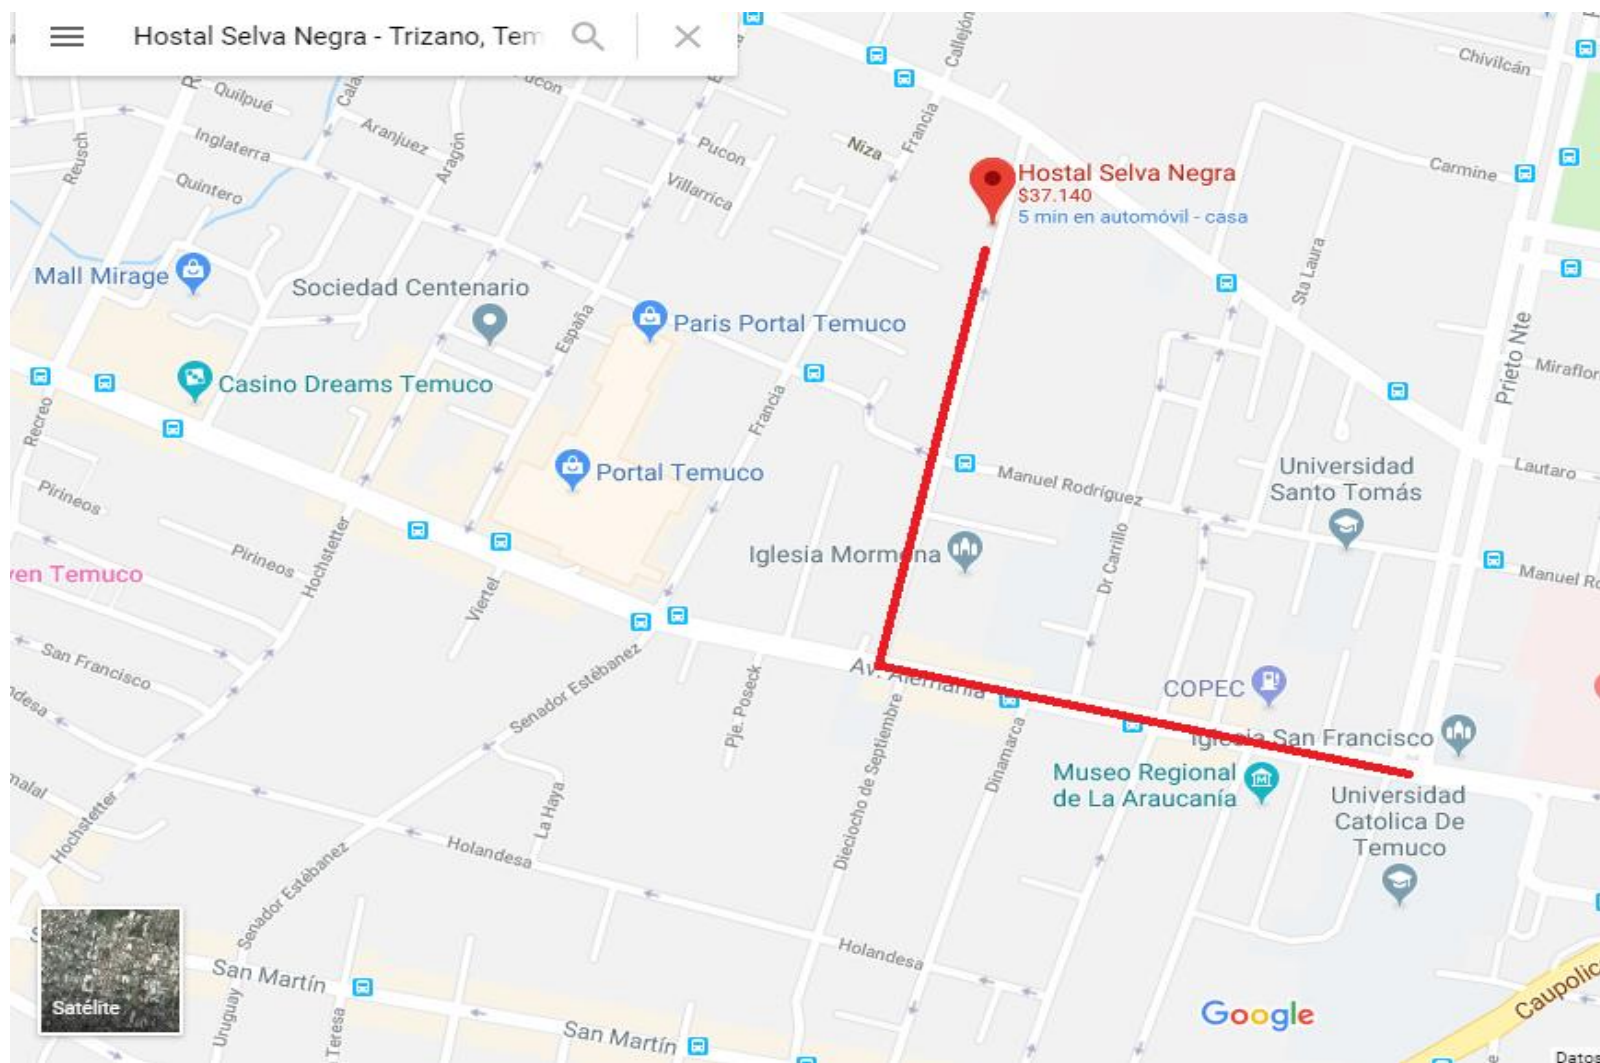 Hostal Selva Negra - Trizano, Tem
Callejón
Chivilcán
Quilpué
Aranjuez
Aragón
Inglaterra
Reusch
Quintero
Pucon
Villarrica
Niza
Francia
Hostal Selva Negra
$37.140
5 min en automóvil - casa
Carmine
Sta Laura
Prieto Nte
Miraflor
Mall Mirage
Sociedad Centenario
España
Paris Portal Temuco
Casino Dreams Temuco
Recreo
Francia
Portal Temuco
Manuel Rodríguez
Universidad
Santo Tomás
Lautaro
Pirineos
Pirineos
Hochstetter
Viertel
Iglesia Mormona
Dr Carrillo
Manuel Ro
ven Temuco
San Francisco
Senador Estébanez
Pje. Poseck
Av. Alemania
Dieciocho de Septiembre
Dinamarca
COPEC
Iglesia San Francisco
Museo Regional
de La Araucanía
Universidad
Catolica De
Temuco
Hochstetter
La Haya
Holandesa
Senador Estébanez
Holandesa
San Martín
San Martín
Uruguay
Teresa
Satélite
Google
Caupolic
Datos